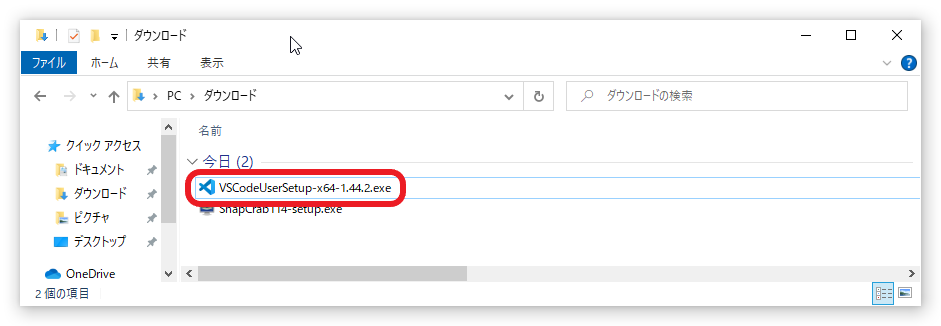 ダウンロード
ファイル ホーム 共有 表示
PC ダウンロード ダウンロードの検索
名前
クイック アクセス
今日 (2)
ドキュメント
VSCodeUserSetup-x64-1.44.2.exe
ダウンロード
SnapCrab114-setup.exe
ピクチャ
デスクトップ
OneDrive
2 個の項目